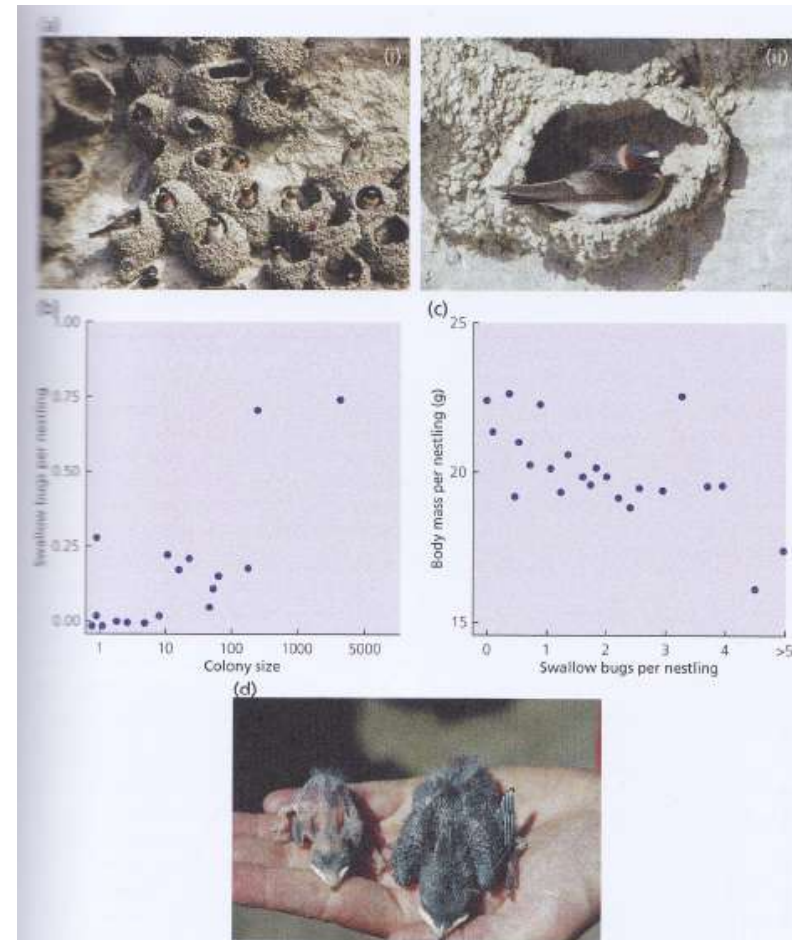 (i)
(ii)
1.00
0.75
0.50
0.25
0.00
Swallow bugs per nestling
1
10
100
1000
5000
Colony size
(c)
25
20
15
Body mass per nestling (g)
0
1
2
3
4
>5
Swallow bugs per nestling
(d)